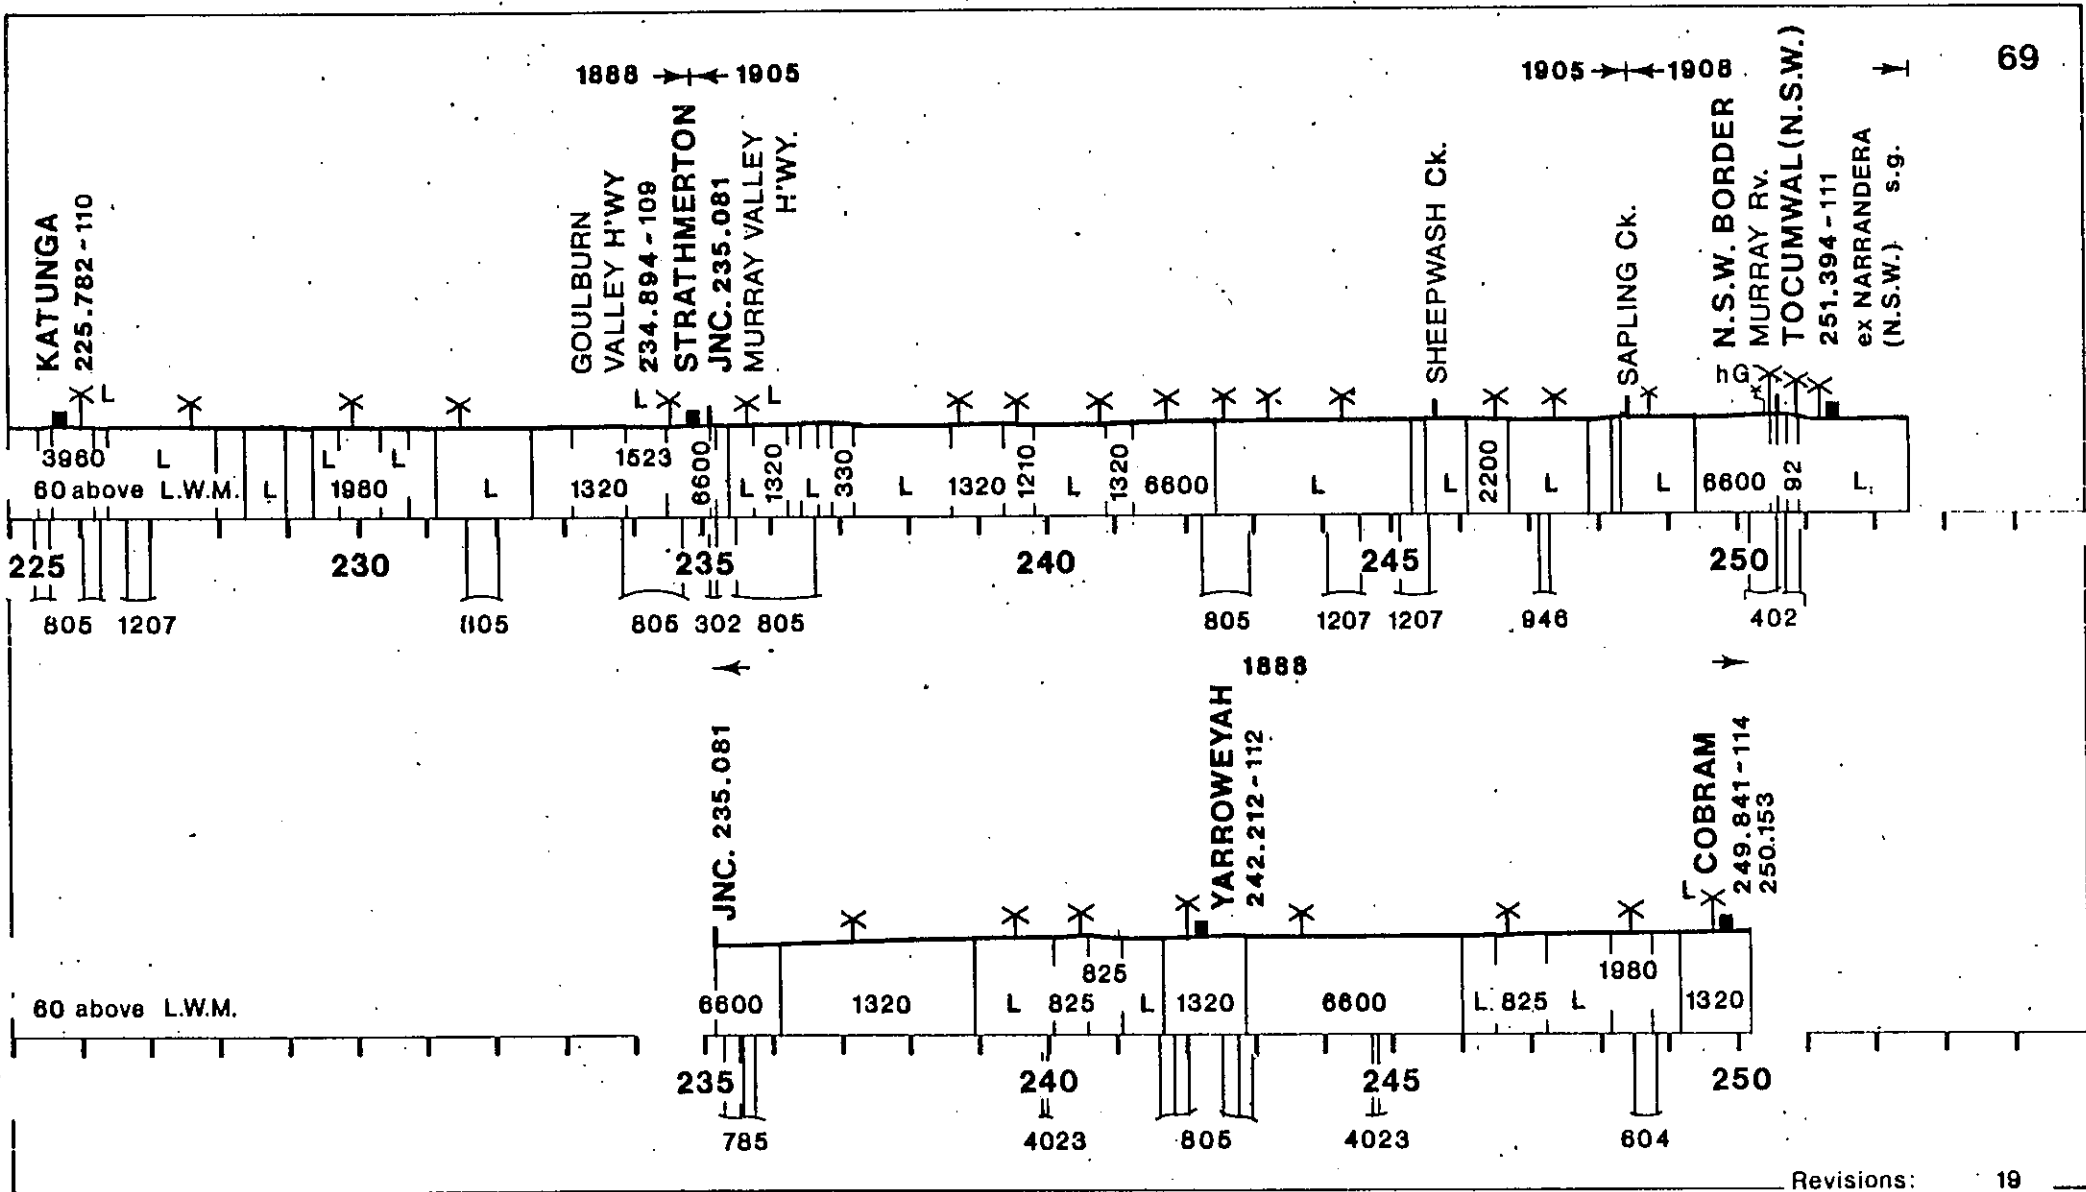 69
1888
1905
1905
1908
KATUNGA
225.782-110
L
GOULBURN
VALLEY H'WY
234.894-109
STRATHMERTON
JNC. 235.081
MURRAY VALLEY
H'WY.
L
L
SHEEPWASH Ck.
SAPLING Ck.
N.S.W. BORDER
hG
MURRAY Rv.
TOCUMWAL (N.S.W.)
251.394-111
ex NARRANDERA
(N.S.W.) s.g.
3960 L L L 1523 6600 1320 330 1210 1320 2200 92
60 above L.W.M. L 1980 L 1320 L L L 1320 L 6600 L L L L 6600 L
225 230 235 240 245 250
805 1207 1105 805 302 805 805 1207 1207 946 402
1888
JNC. 235.081
YARROWEYAH
242.212-112
L
COBRAM
249.841-114
250.153
825 1980
60 above L.W.M. 6600 1320 L 825 L 1320 6600 L 825 L 1320
235 240 245 250
785 4023 805 4023 604
Revisions: 19